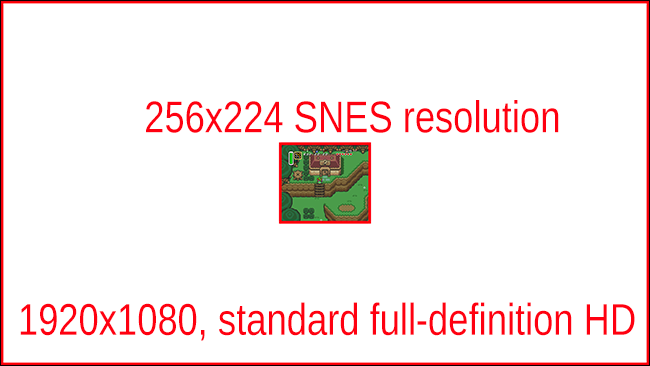 256x224 SNES resolution
1920x1080, standard full-definition HD